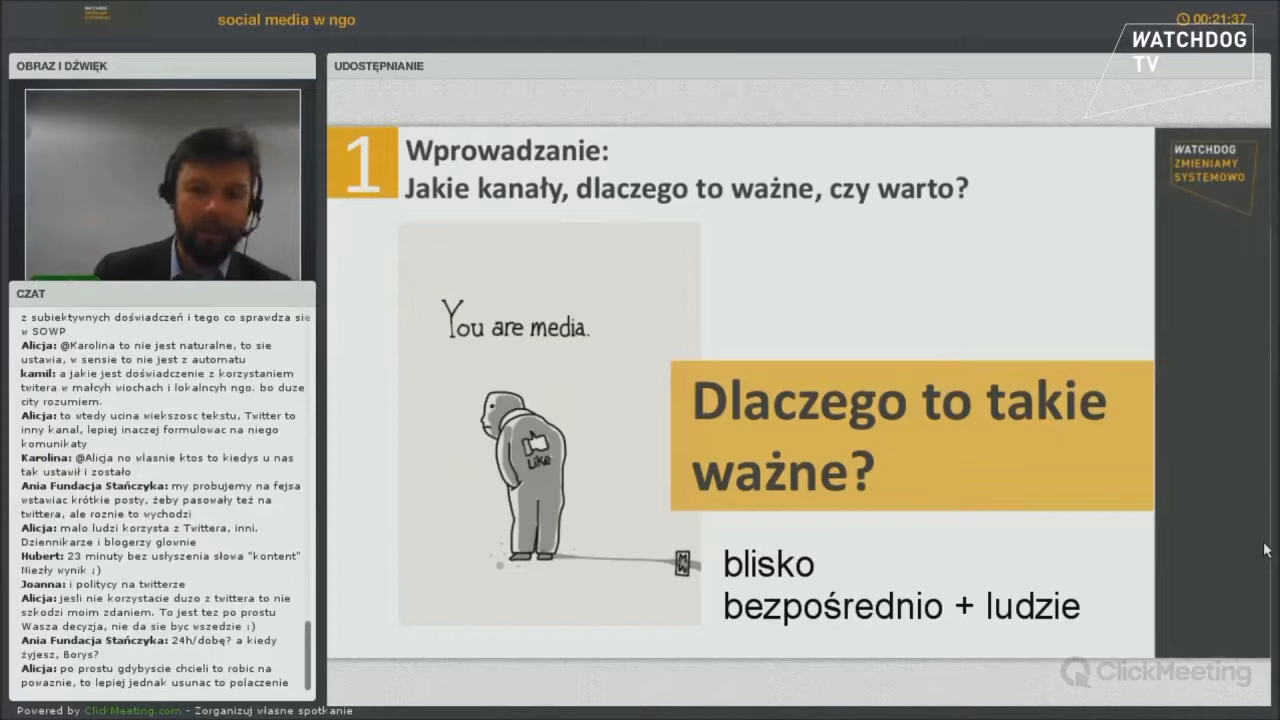 WATCHDOG
ZMIENIAMY
SYSTEMOWO
social media w ngo
00:21:37
WATCHDOG
TV
OBRAZ I DŹWIĘK
UDOSTĘPNIANIE
1
Wprowadzanie:
Jakie kanały, dlaczego to ważne, czy warto?
WATCHDOG
ZMIENIAMY
SYSTEMOWO
You are media.
Like
Dlaczego to takie
ważne?
blisko
bezpośrednio + ludzie
MW
CZAT
z subiektywnych doświadczeń i tego co sprawdza sie
w SOWP
Alicja: @Karolina to nie jest naturalne, to sie
ustawia, w sensie to nie jest z automatu
kamil: a jakie jest doświadczenie z korzystaniem
twitera w małcyh wiochach i lokalncyh ngo. bo duze
city rozumiem.
Alicja: to wtedy ucina wiekszosc tekstu, Twitter to
inny kanal, lepiej inaczej formulowac na niego
komunikaty
Karolina: @Alicja no wlasnie ktos to kiedys u nas
tak ustawił i zostało
Ania Fundacja Stańczyka: my probujemy na fejsa
wstawiac krótkie posty, żeby pasowały też na
twittera, ale roznie to wychodzi
Alicja: malo ludzi korzysta z Twittera, inni.
Dziennikarze i blogerzy glownie
Hubert: 23 minuty bez usłyszenia słowa "kontent"
Niezły wynik ;)
Joanna: i politycy na twitterze
Alicja: jesli nie korzystacie duzo z twittera to nie
szkodzi moim zdaniem. To jest tez po prostu
Wasza decyzja, nie da sie byc wszedzie :)
Ania Fundacja Stańczyka: 24h/dobę? a kiedy
żyjesz, Borys?
Alicja: po prostu gdybyscie chcieli to robic na
powaznie, to lepiej jednak usunac to polaczenie
ClickMeeting
Powered by ClickMeeting.com - Zorganizuj własne spotkanie